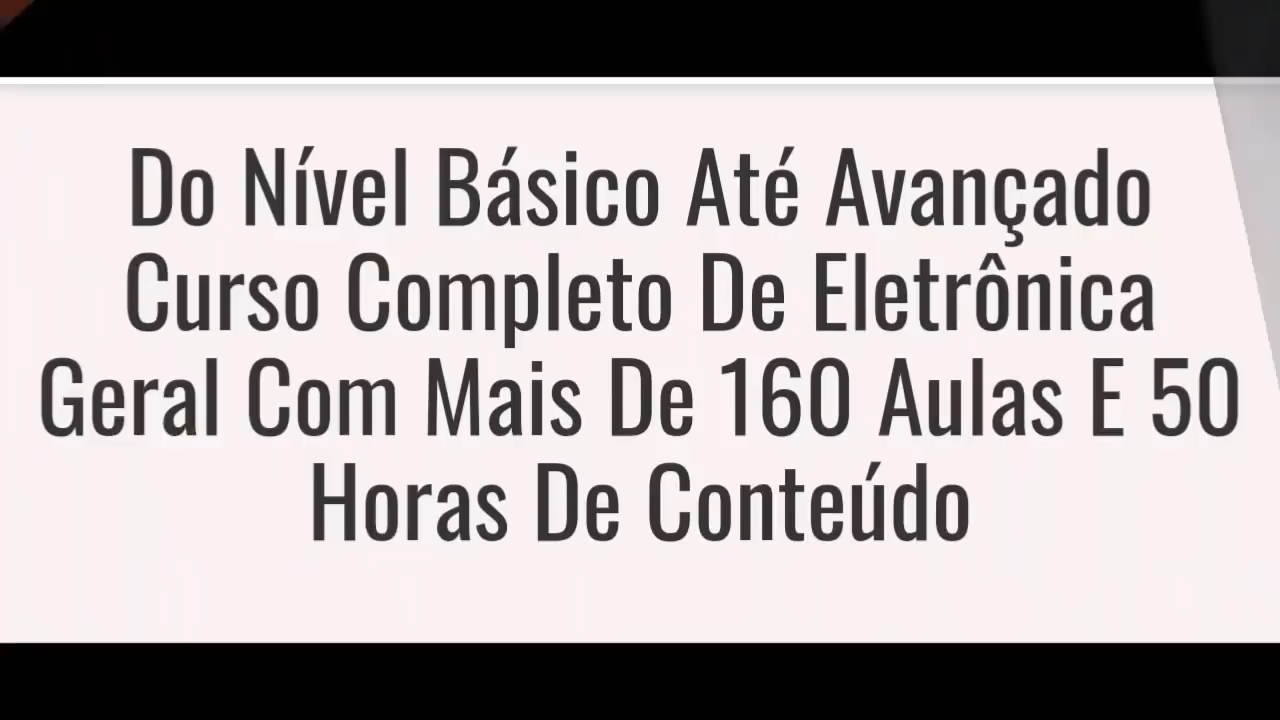 Do Nível Básico Até Avançado
Curso Completo De Eletrônica
Geral Com Mais De 160 Aulas E 50
Horas De Conteúdo